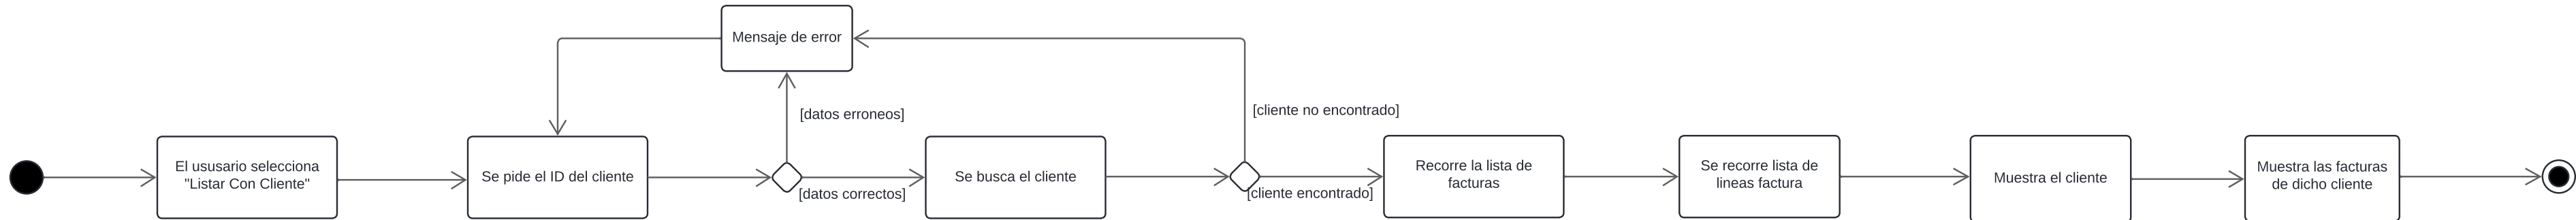 Mensaje de error
[datos erroneos]
[cliente no encontrado]
El ususario selecciona
"Listar Con Cliente"
Se pide el ID del cliente
[datos correctos]
Se busca el cliente
[cliente encontrado]
Recorre la lista de
facturas
Se recorre lista de
lineas factura
Muestra el cliente
Muestra las facturas
de dicho cliente